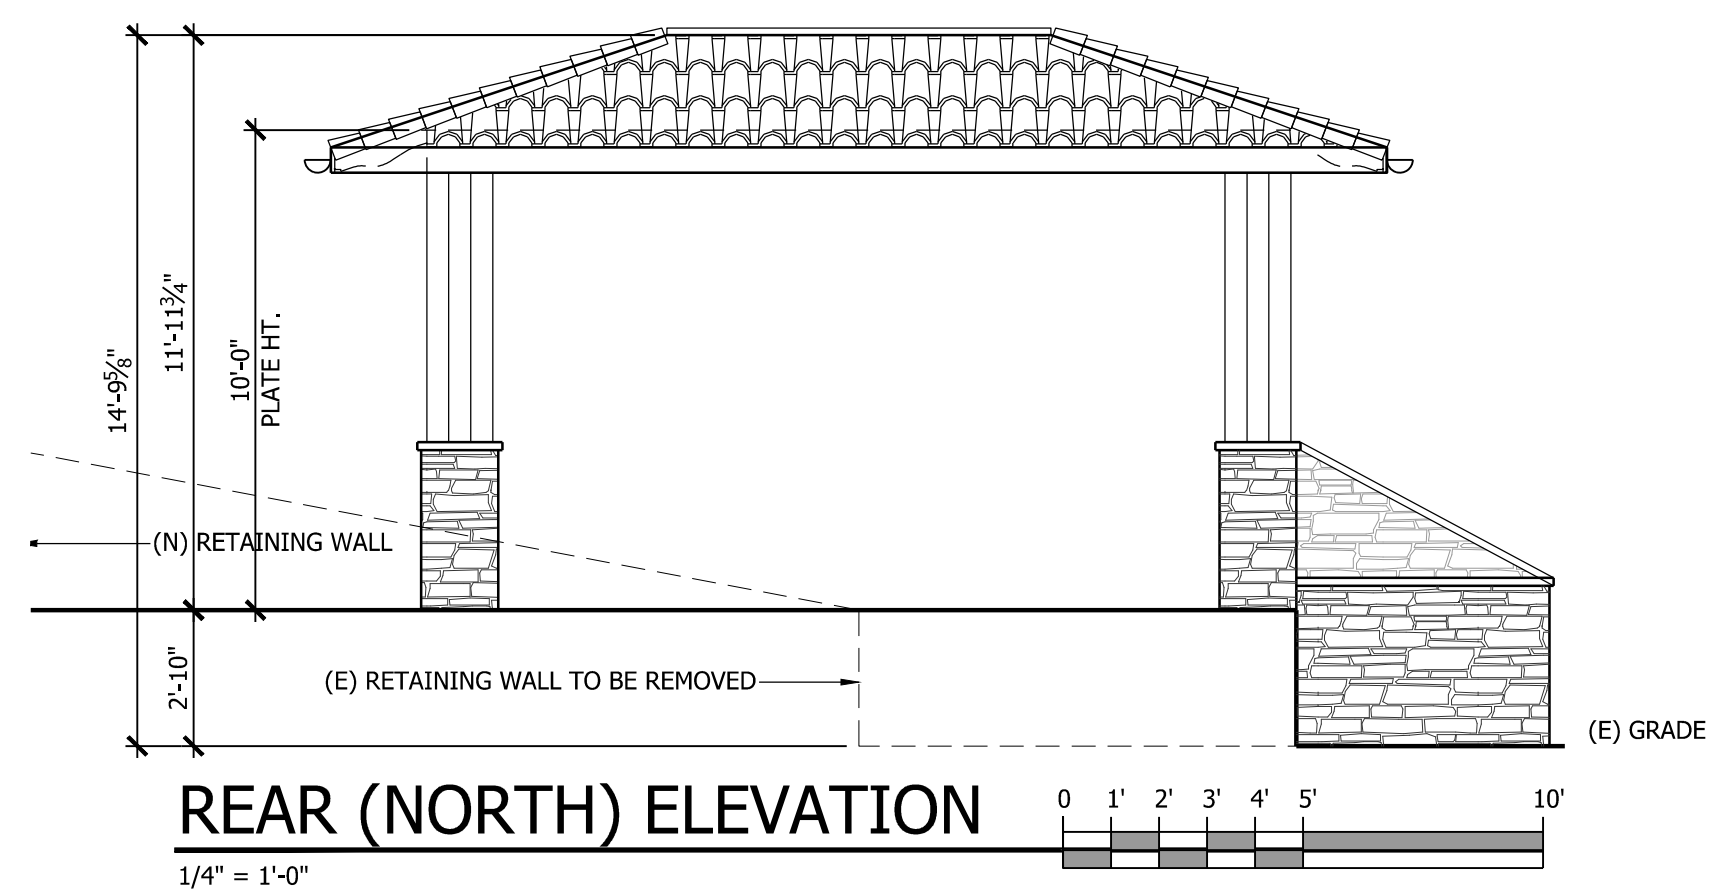 14'-9⅝"
11'-11¾"
10'-0"
PLATE HT.
(N) RETAINING WALL
2'-10"
(E) RETAINING WALL TO BE REMOVED
(E) GRADE
REAR (NORTH) ELEVATION
1/4" = 1'-0"
0 1' 2' 3' 4' 5' 10'